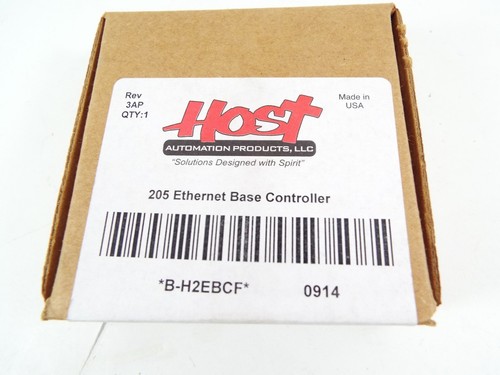 Rev
3AP
QTY:1
Made in
USA
Host
AUTOMATION PRODUCTS, LLC
"Solutions Designed with Spirit"
205 Ethernet Base Controller
*B-H2EBCF*
0914